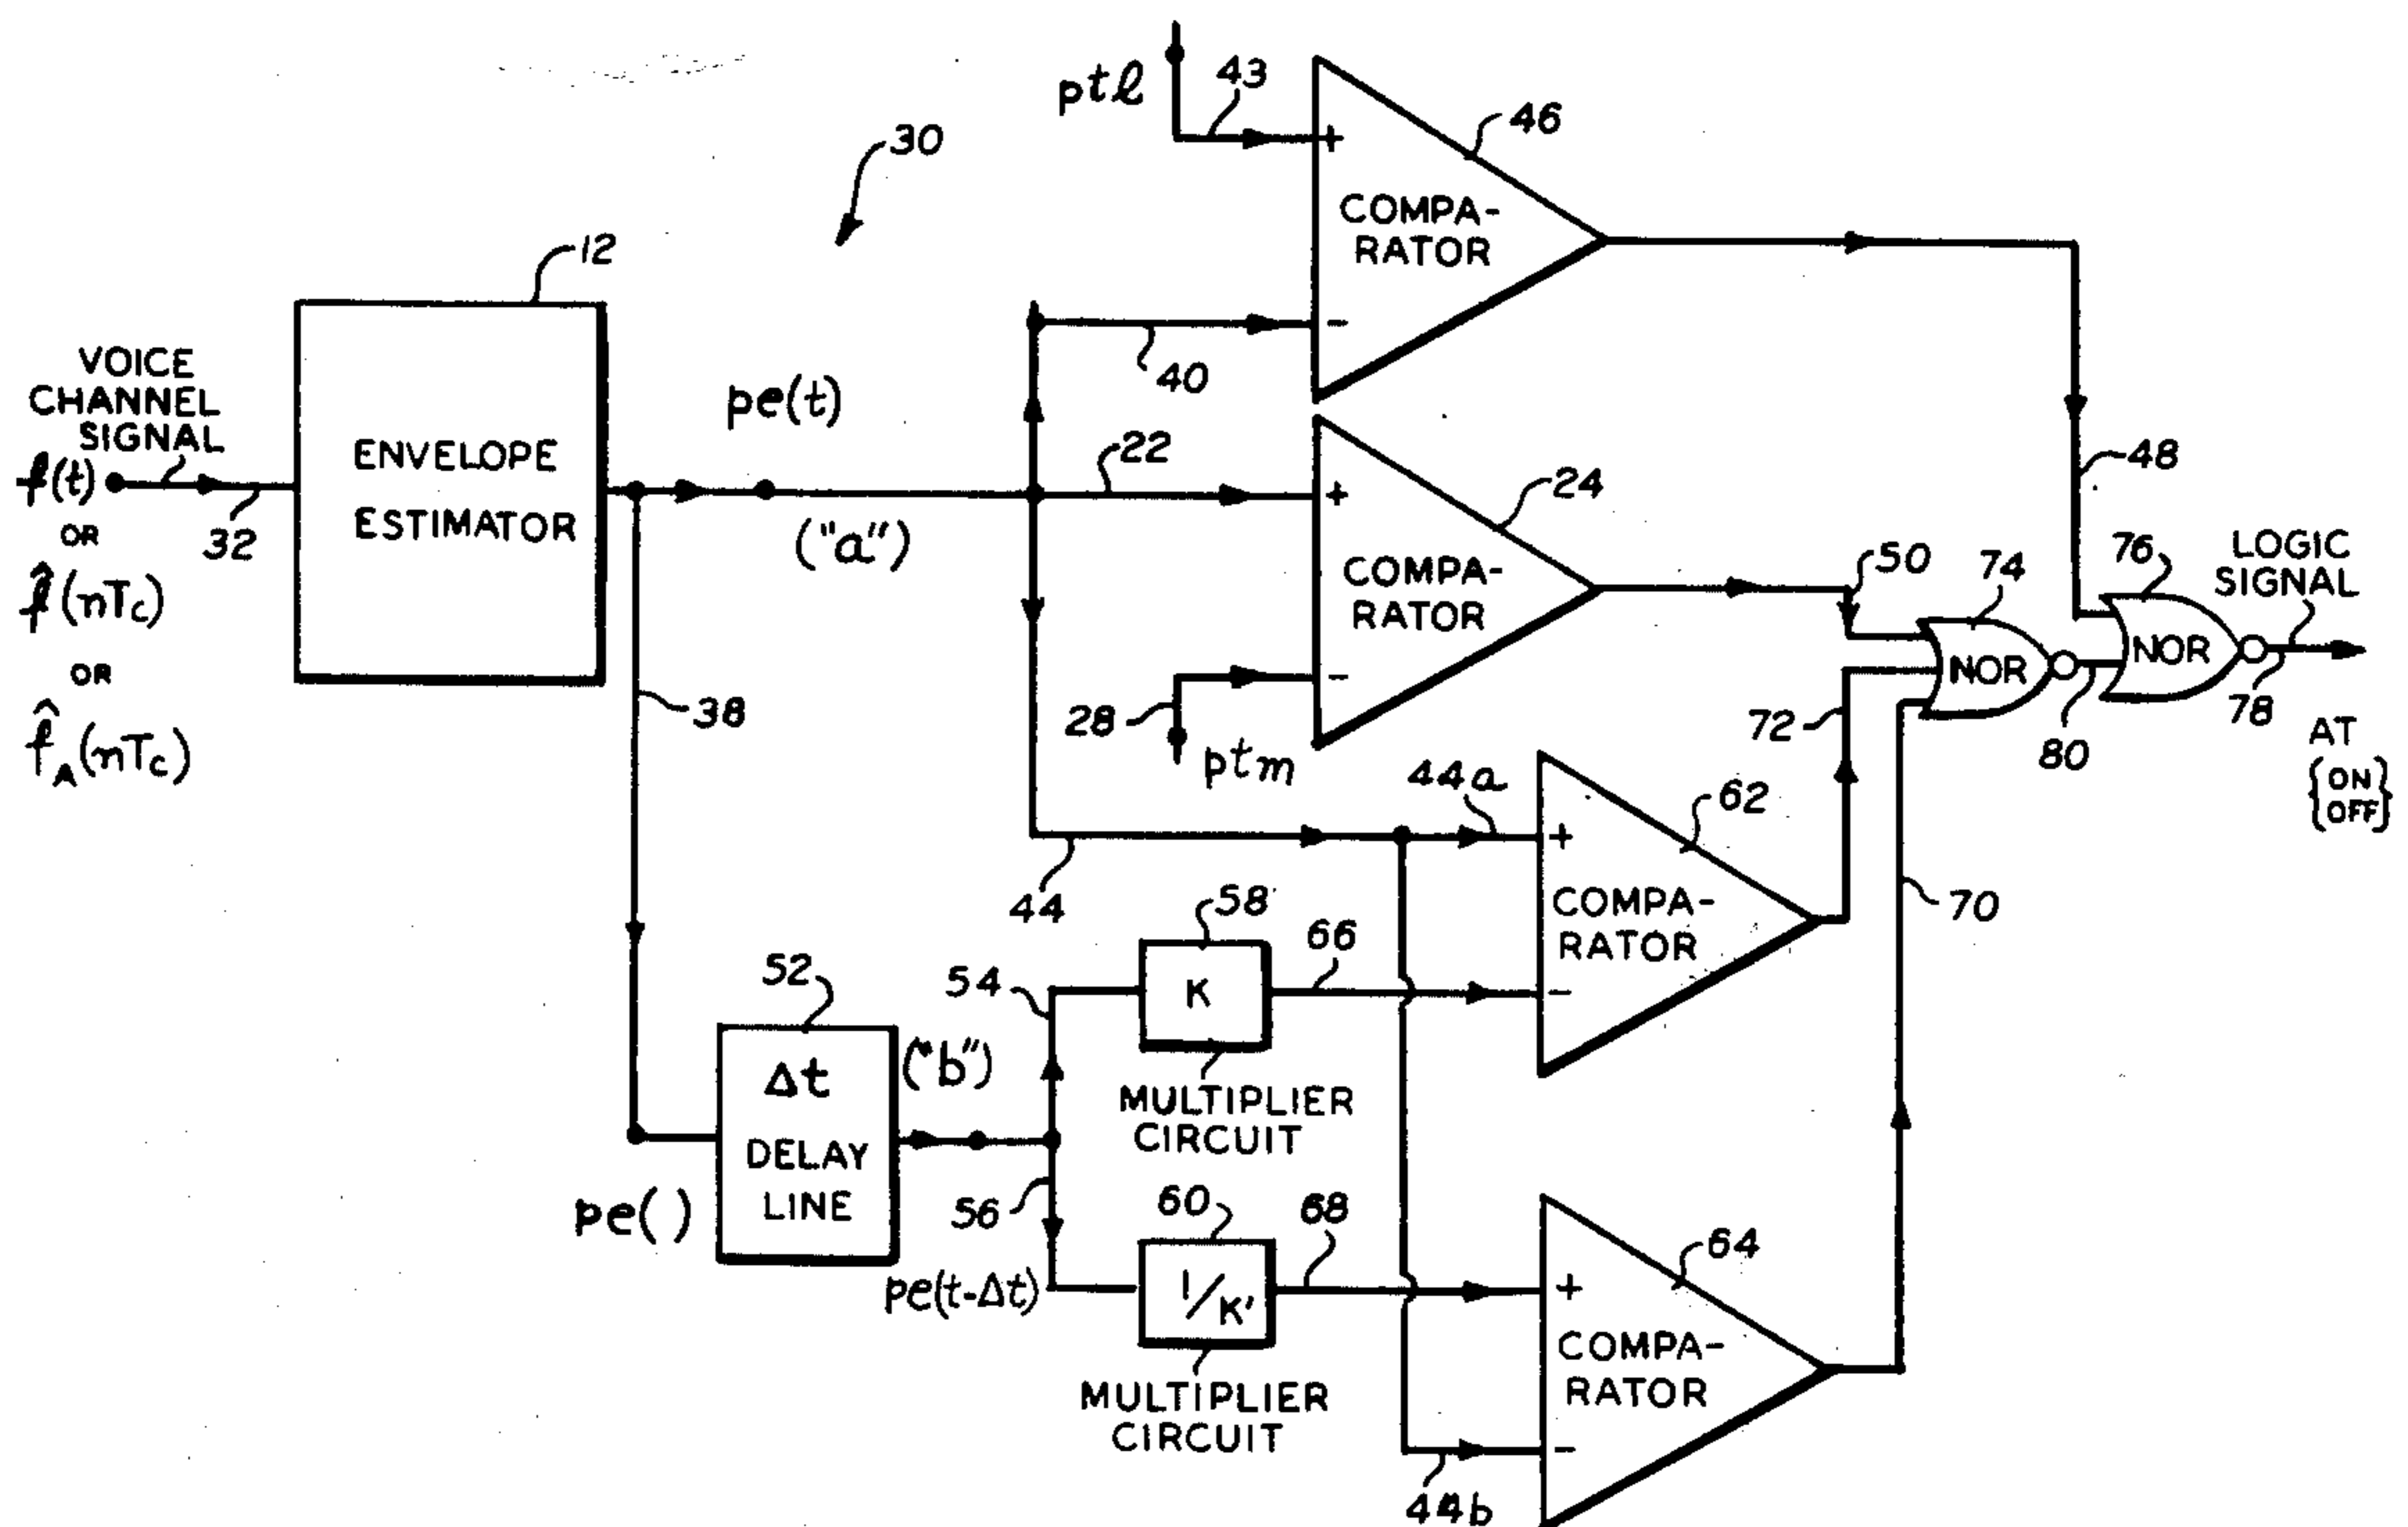 ptl
43
+
46
COMPA-
RATOR
-
40
30
12
ENVELOPE
ESTIMATOR
VOICE
CHANNEL
SIGNAL
f(t)
OR
f̂(nTc)
OR
f̂A(nTc)
32
pe(t)
("a")
22
+
24
COMPA-
RATOR
-
28
ptm
48
50
74
NOR
76
NOR
LOGIC
SIGNAL
78
80
72
AT
{ON
OFF}
38
44
44a
+
62
COMPA-
RATOR
-
70
52
Δt
DELAY
LINE
("b")
pe()
54
56
58
K
66
MULTIPLIER
CIRCUIT
pe(t-Δt)
60
1/K'
68
MULTIPLIER
CIRCUIT
+
64
COMPA-
RATOR
-
44b